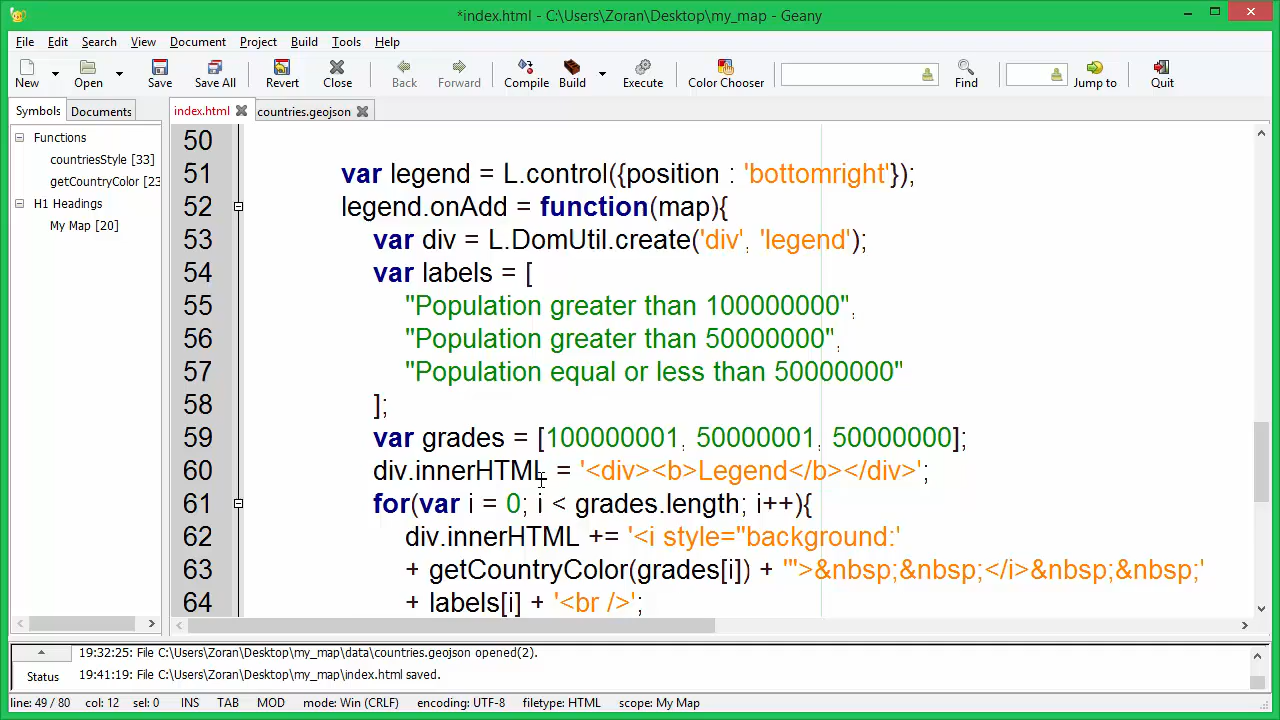 *index.html - C:\Users\Zoran\Desktop\my_map - Geany
File Edit Search View Document Project Build Tools Help
New Open Save Save All Revert Close Back Forward Compile Build Execute Color Chooser Find Jump to Quit
Symbols Documents index.html countries.geojson
Functions
countriesStyle [33]
getCountryColor [23
H1 Headings
My Map [20]
50
51 var legend = L.control({position : 'bottomright'});
52 legend.onAdd = function(map){
53 var div = L.DomUtil.create('div', 'legend');
54 var labels = [
55 "Population greater than 100000000",
56 "Population greater than 50000000",
57 "Population equal or less than 50000000"
58 ];
59 var grades = [100000001, 50000001, 50000000];
60 div.innerHTML = '<div><b>Legend</b></div>';
61 for(var i = 0; i < grades.length; i++){
62 div.innerHTML += '<i style="background:'
63 + getCountryColor(grades[i]) + '">&nbsp;&nbsp;</i>&nbsp;&nbsp;'
64 + labels[i] + '<br />';
Status
19:32:25: File C:\Users\Zoran\Desktop\my_map\data\countries.geojson opened(2).
19:41:19: File C:\Users\Zoran\Desktop\my_map\index.html saved.
line: 49 / 80 col: 12 sel: 0 INS TAB MOD mode: Win (CRLF) encoding: UTF-8 filetype: HTML scope: My Map